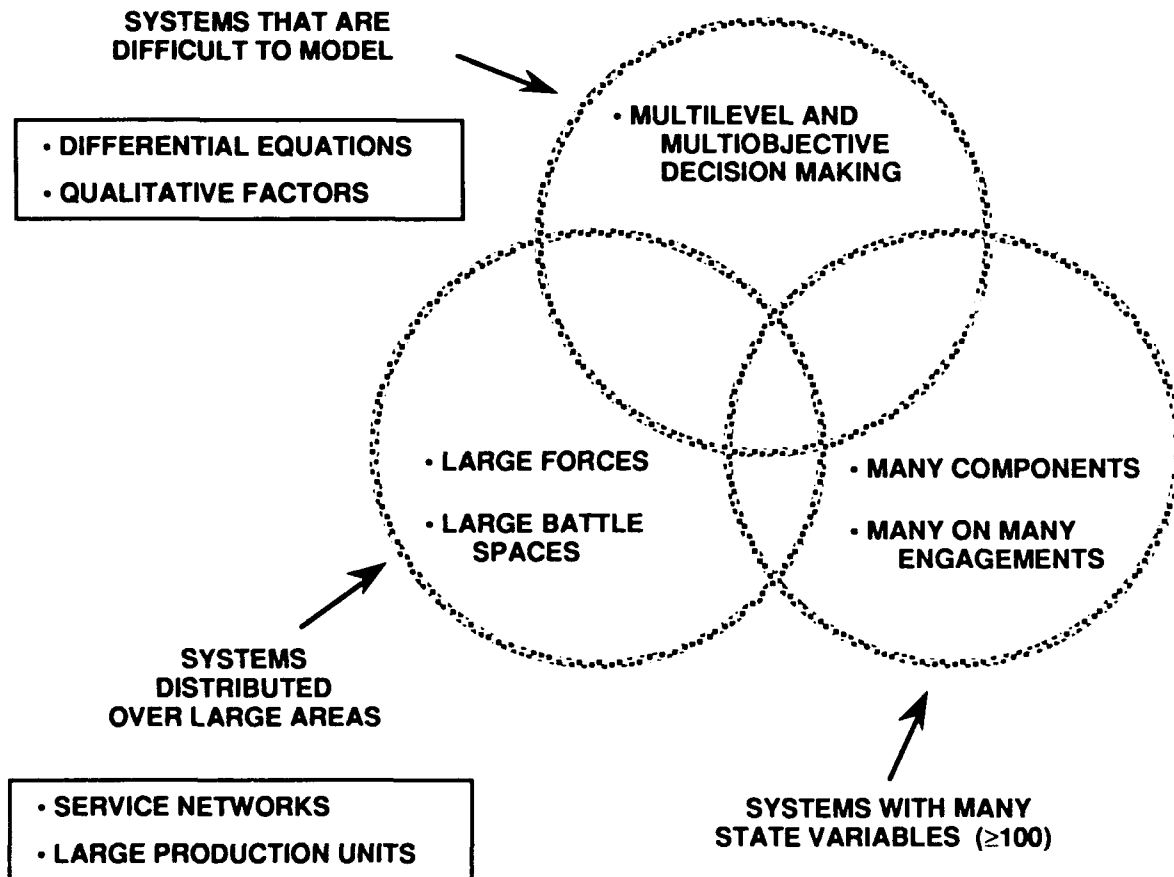 SYSTEMS THAT ARE
DIFFICULT TO MODEL
• DIFFERENTIAL EQUATIONS
• QUALITATIVE FACTORS
• MULTILEVEL AND
MULTIOBJECTIVE
DECISION MAKING
• LARGE FORCES
• LARGE BATTLE
SPACES
• MANY COMPONENTS
• MANY ON MANY
ENGAGEMENTS
SYSTEMS
DISTRIBUTED
OVER LARGE AREAS
• SERVICE NETWORKS
• LARGE PRODUCTION UNITS
SYSTEMS WITH MANY
STATE VARIABLES (≥100)